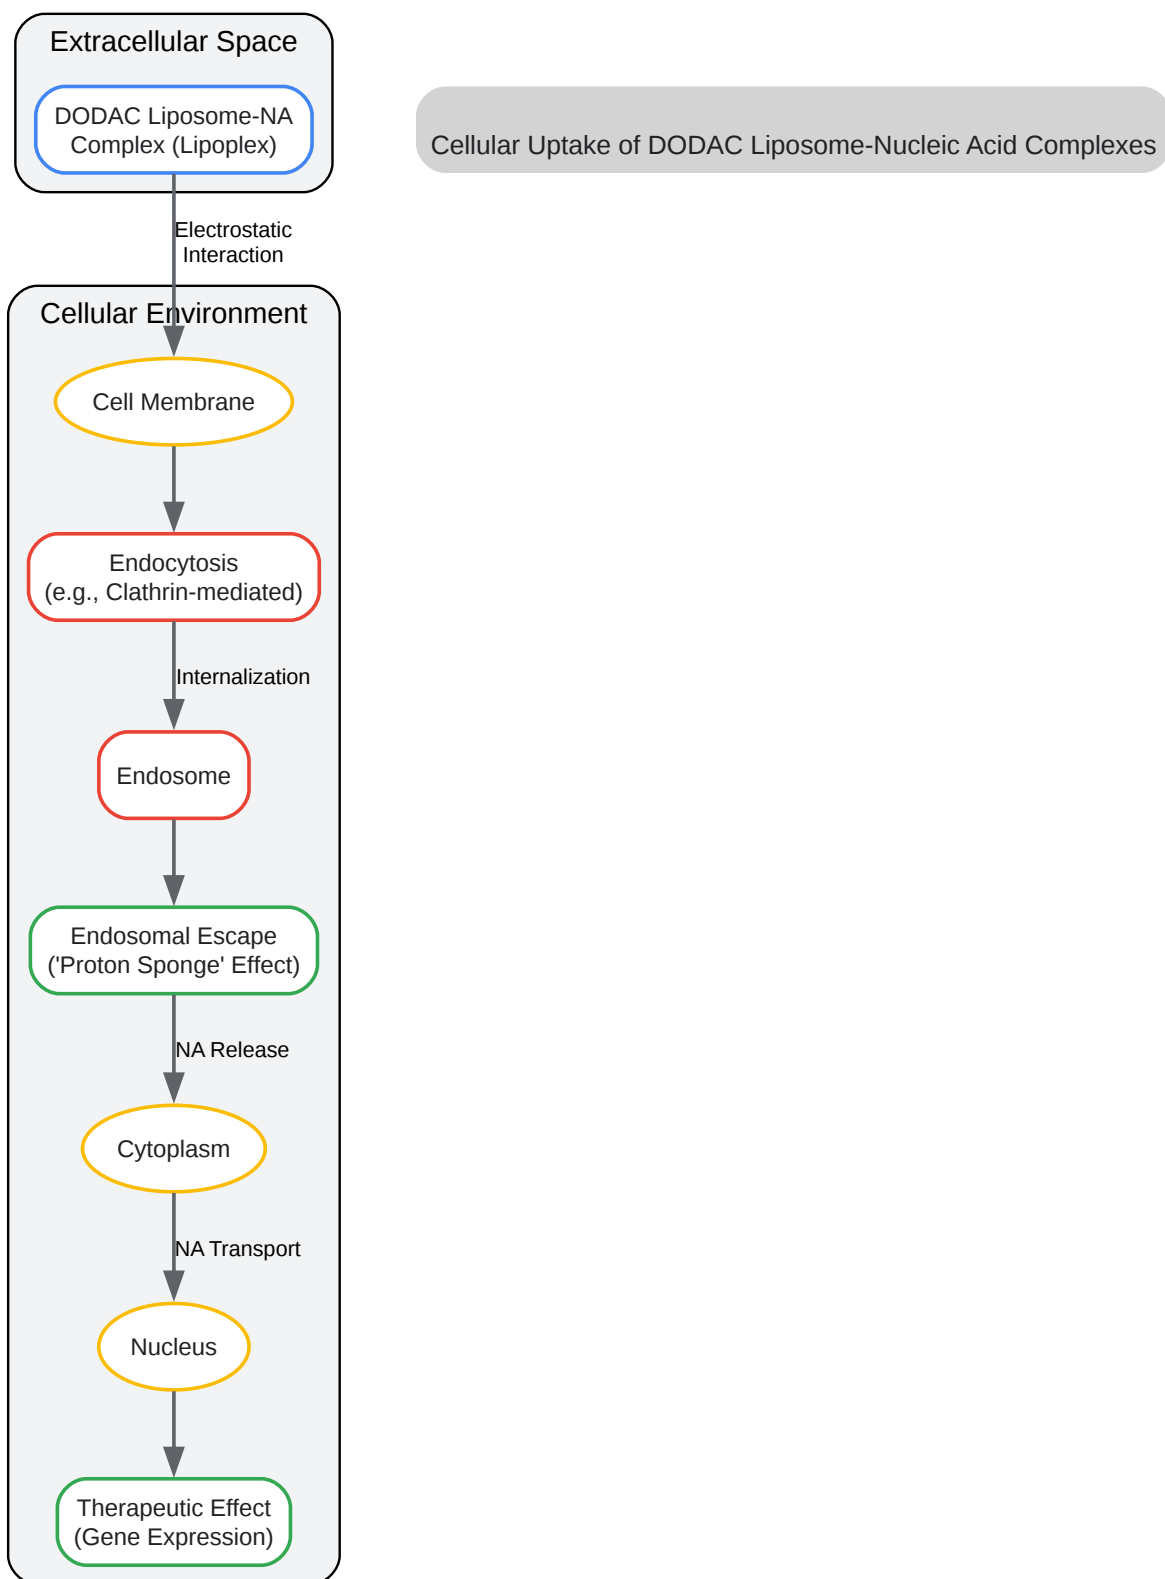 Extracellular Space
DODAC Liposome-NA
Complex (Lipoplex)
Cellular Uptake of DODAC Liposome-Nucleic Acid Complexes
Electrostatic
Interaction
Cellular Environment
Cell Membrane
Endocytosis
(e.g., Clathrin-mediated)
Internalization
Endosome
Endosomal Escape
('Proton Sponge' Effect)
NA Release
Cytoplasm
NA Transport
Nucleus
Therapeutic Effect
(Gene Expression)